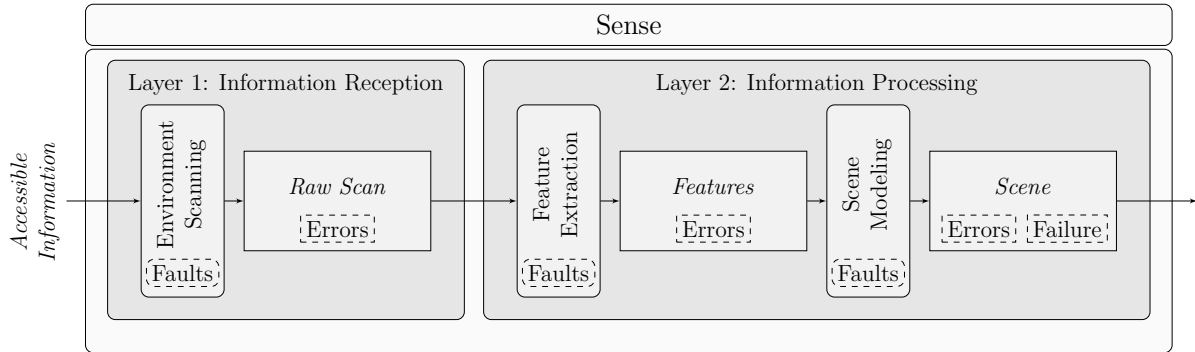 Sense
Layer 1: Information Reception
Layer 2: Information Processing
Accessible
Information
Environment
Scanning
Faults
Raw Scan
Errors
Feature
Extraction
Faults
Features
Errors
Scene
Modeling
Faults
Scene
Errors
Failure